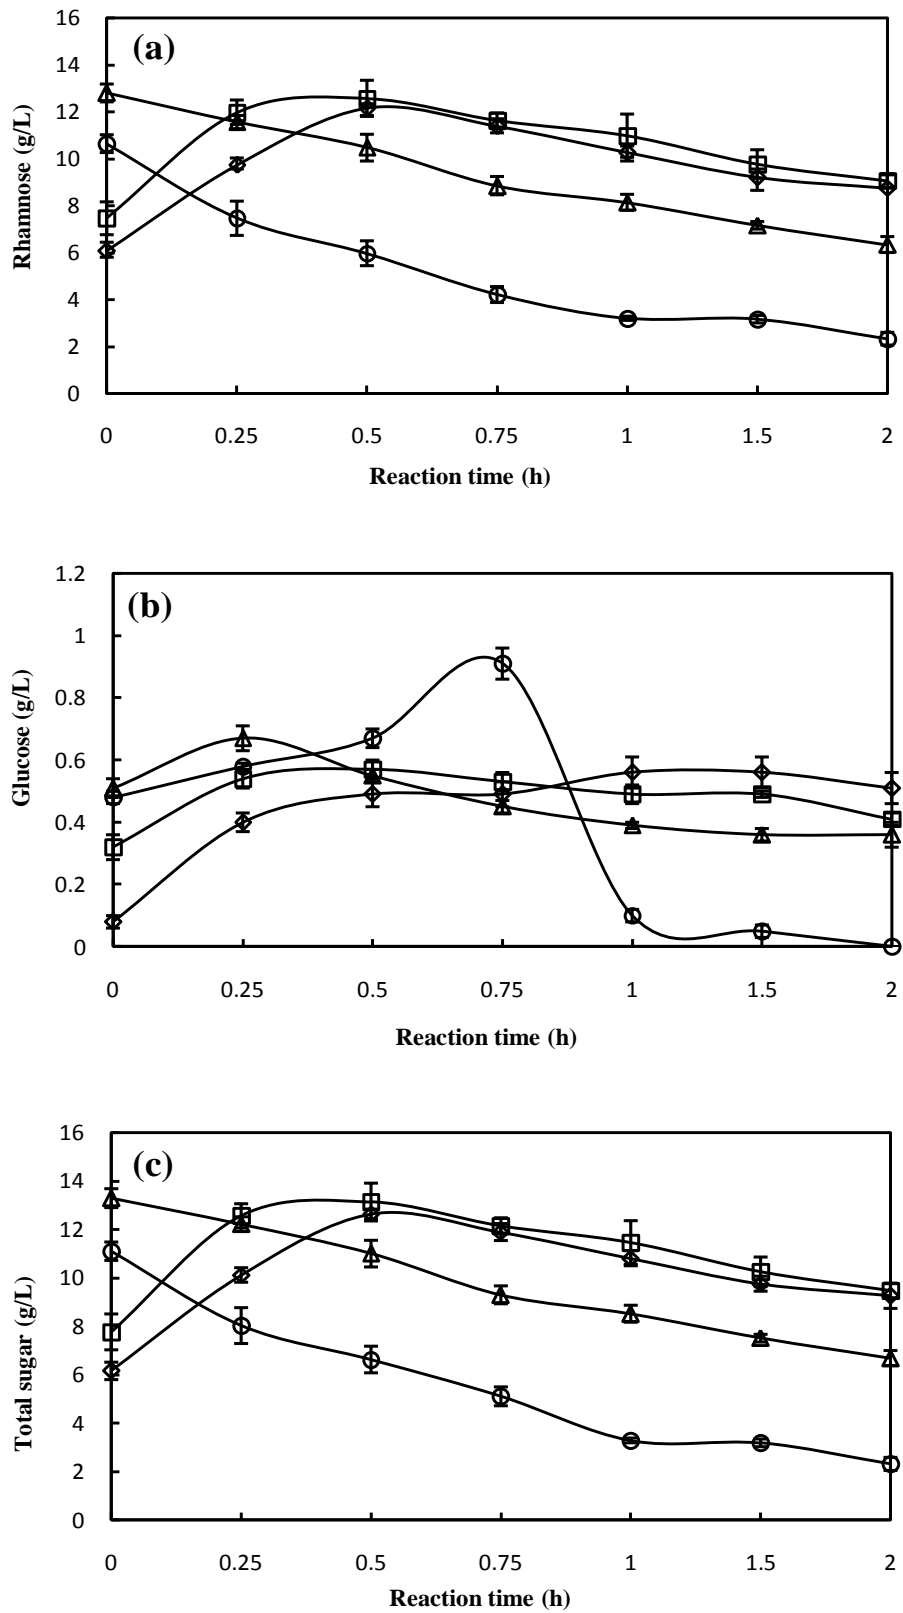 (a)
Rhamnose (g/L)
16
14
12
10
8
6
4
2
0
0 0.25 0.5 0.75 1 1.5 2
Reaction time (h)
(b)
Glucose (g/L)
1.2
1
0.8
0.6
0.4
0.2
0
0 0.25 0.5 0.75 1 1.5 2
Reaction time (h)
(c)
Total sugar (g/L)
16
14
12
10
8
6
4
2
0
0 0.25 0.5 0.75 1 1.5 2
Reaction time (h)